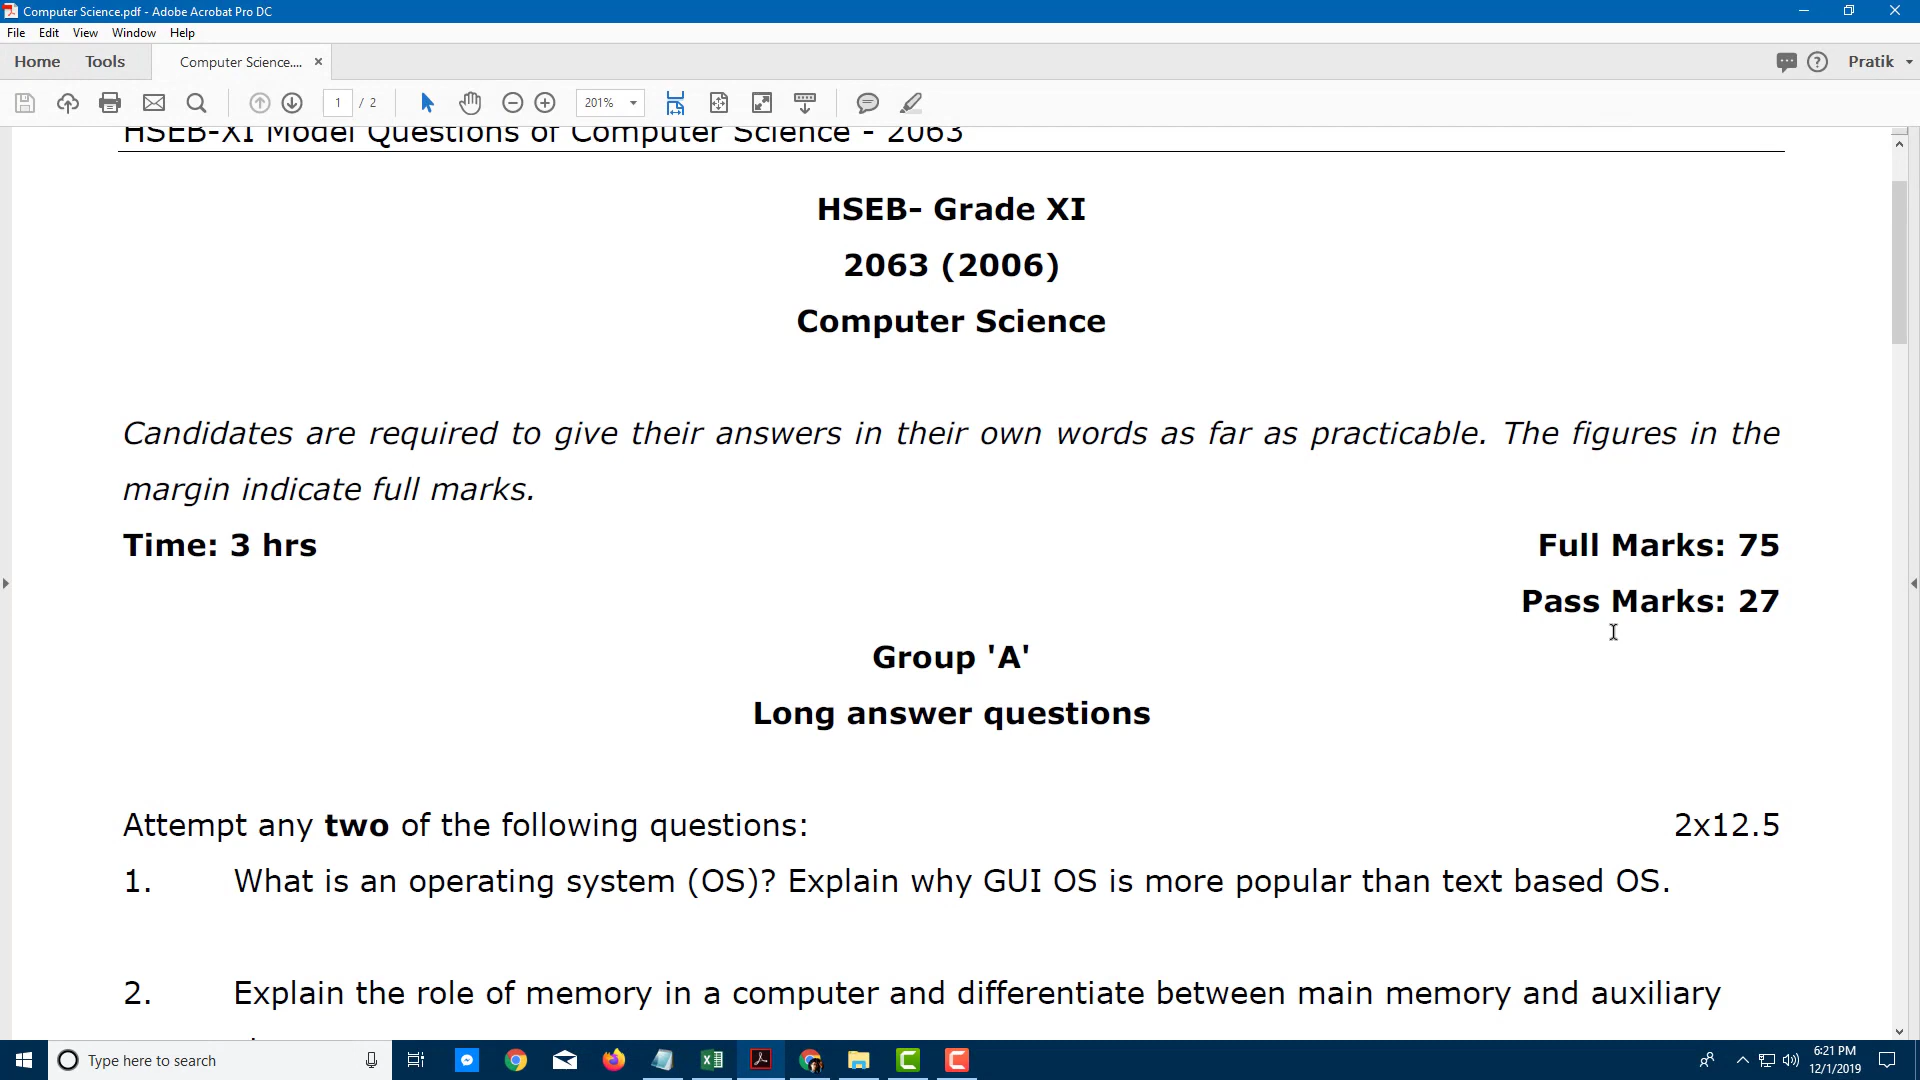 Computer Science.pdf - Adobe Acrobat Pro DC
File Edit View Window Help
Home Tools Computer Science.... × Pratik
1 / 2 201%
HSEB-XI Model Questions of Computer Science - 2063
HSEB- Grade XI
2063 (2006)
Computer Science
Candidates are required to give their answers in their own words as far as practicable. The figures in the
margin indicate full marks.
Time: 3 hrs Full Marks: 75
Pass Marks: 27
Group 'A'
Long answer questions
Attempt any two of the following questions: 2x12.5
1. What is an operating system (OS)? Explain why GUI OS is more popular than text based OS.
2. Explain the role of memory in a computer and differentiate between main memory and auxiliary
Type here to search
6:21 PM
12/1/2019